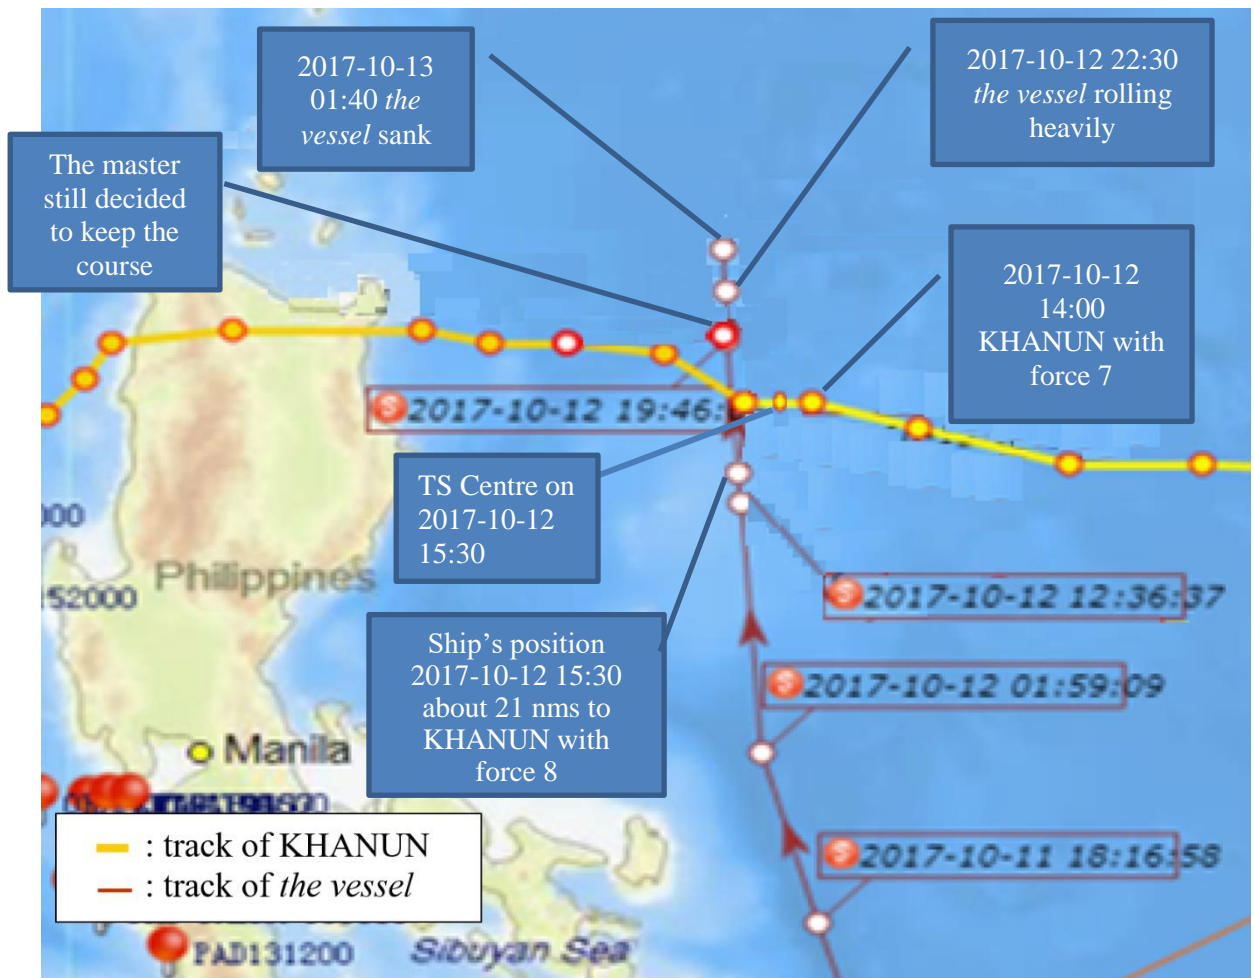 2017-10-13
01:40 the
vessel sank
2017-10-12 22:30
the vessel rolling
heavily
The master
still decided
to keep the
course
2017-10-12
14:00
KHANUN with
force 7
S 2017-10-12 19:46:
TS Centre on
2017-10-12
15:30
Philippines
S 2017-10-12 12:36:37
Ship's position
2017-10-12 15:30
about 21 nms to
KHANUN with
force 8
S 2017-10-12 01:59:09
Manila
: track of KHANUN
: track of the vessel
S 2017-10-11 18:16:58
PAD131200
Sibuyan Sea